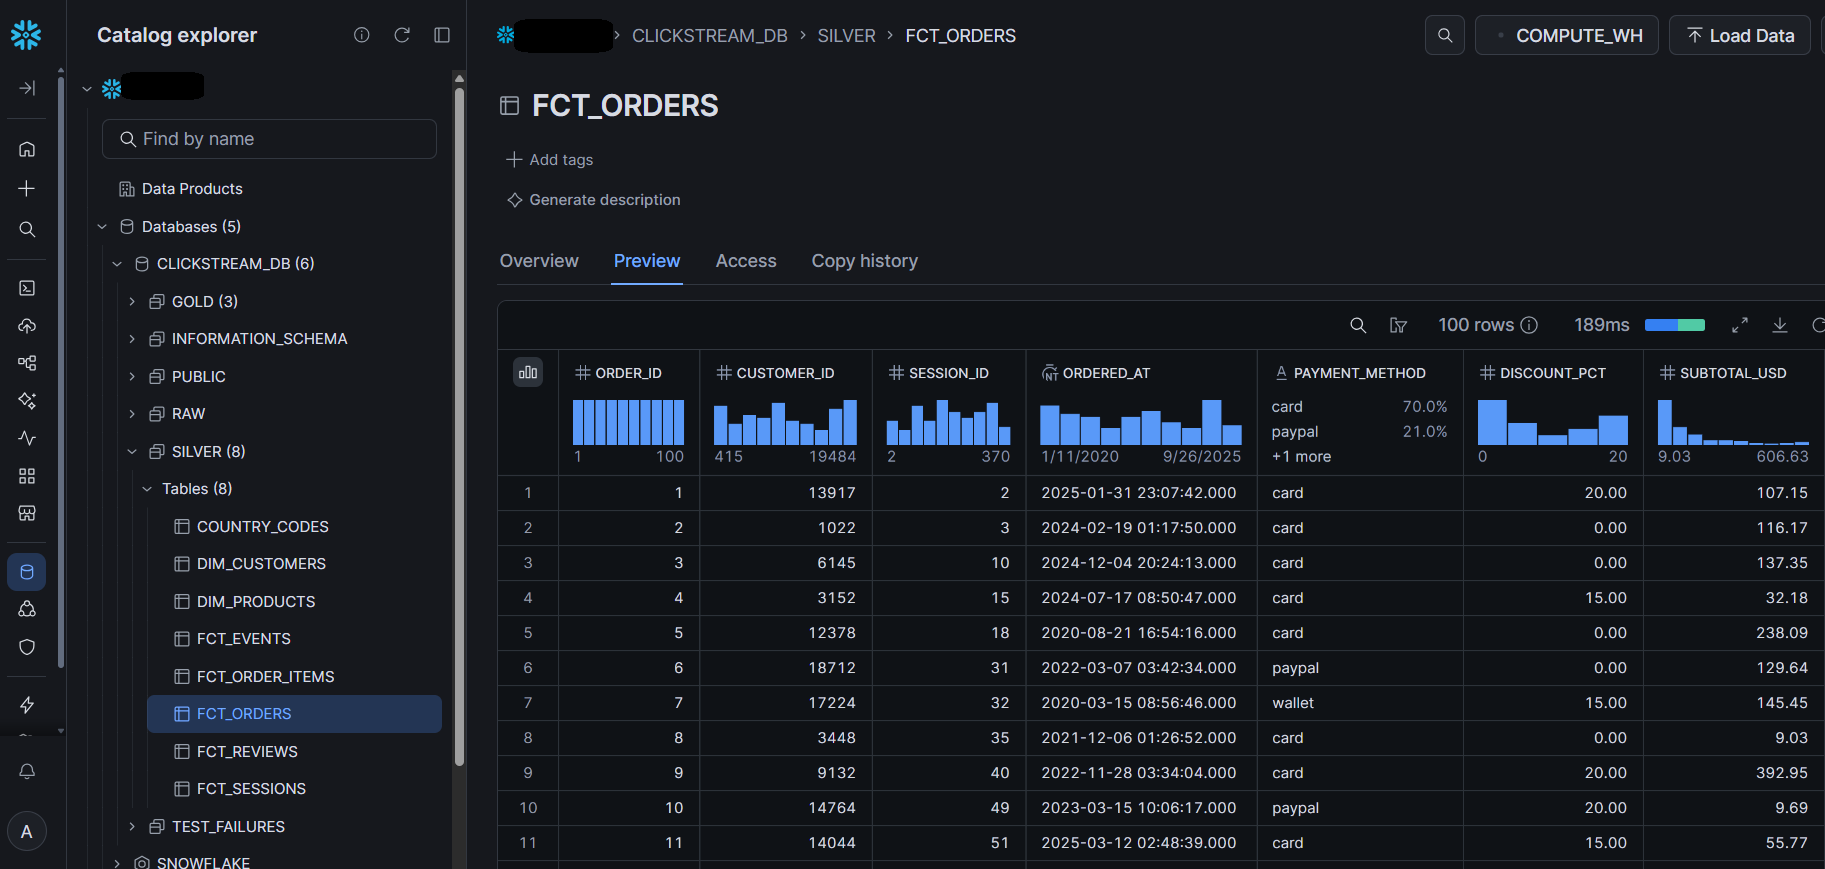 Catalog explorer
Find by name
Data Products
Databases (5)
CLICKSTREAM_DB (6)
GOLD (3)
INFORMATION_SCHEMA
PUBLIC
RAW
SILVER (8)
Tables (8)
COUNTRY_CODES
DIM_CUSTOMERS
DIM_PRODUCTS
FCT_EVENTS
FCT_ORDER_ITEMS
FCT_ORDERS
FCT_REVIEWS
FCT_SESSIONS
TEST_FAILURES
SNOWFLAKE
A
CLICKSTREAM_DB > SILVER > FCT_ORDERS
COMPUTE_WH
Load Data
FCT_ORDERS
Add tags
Generate description
Overview Preview Access Copy history
100 rows 189ms
ORDER_ID CUSTOMER_ID SESSION_ID ORDERED_AT PAYMENT_METHOD DISCOUNT_PCT SUBTOTAL_USD
card 70.0%
paypal 21.0%
1 100 415 19484 2 370 1/11/2020 9/26/2025 +1 more 0 20 9.03 606.63
1 1 13917 2 2025-01-31 23:07:42.000 card 20.00 107.15
2 2 1022 3 2024-02-19 01:17:50.000 card 0.00 116.17
3 3 6145 10 2024-12-04 20:24:13.000 card 0.00 137.35
4 4 3152 15 2024-07-17 08:50:47.000 card 15.00 32.18
5 5 12378 18 2020-08-21 16:54:16.000 card 0.00 238.09
6 6 18712 31 2022-03-07 03:42:34.000 paypal 0.00 129.64
7 7 17224 32 2020-03-15 08:56:46.000 wallet 15.00 145.45
8 8 3448 35 2021-12-06 01:26:52.000 card 0.00 9.03
9 9 9132 40 2022-11-28 03:34:04.000 card 20.00 392.95
10 10 14764 49 2023-03-15 10:06:17.000 paypal 20.00 9.69
11 11 14044 51 2025-03-12 02:48:39.000 card 15.00 55.77